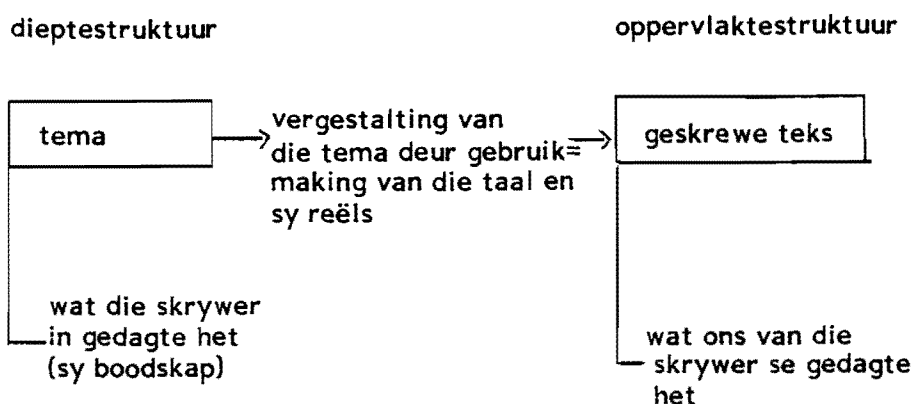 dieptestruktuur
oppervlaktestruktuur
tema
vergestalting van
die tema deur gebruik=
making van die taal en
sy reëls
geskrewe teks
wat die skrywer
in gedagte het
(sy boodskap)
wat ons van die
skrywer se gedagte
het